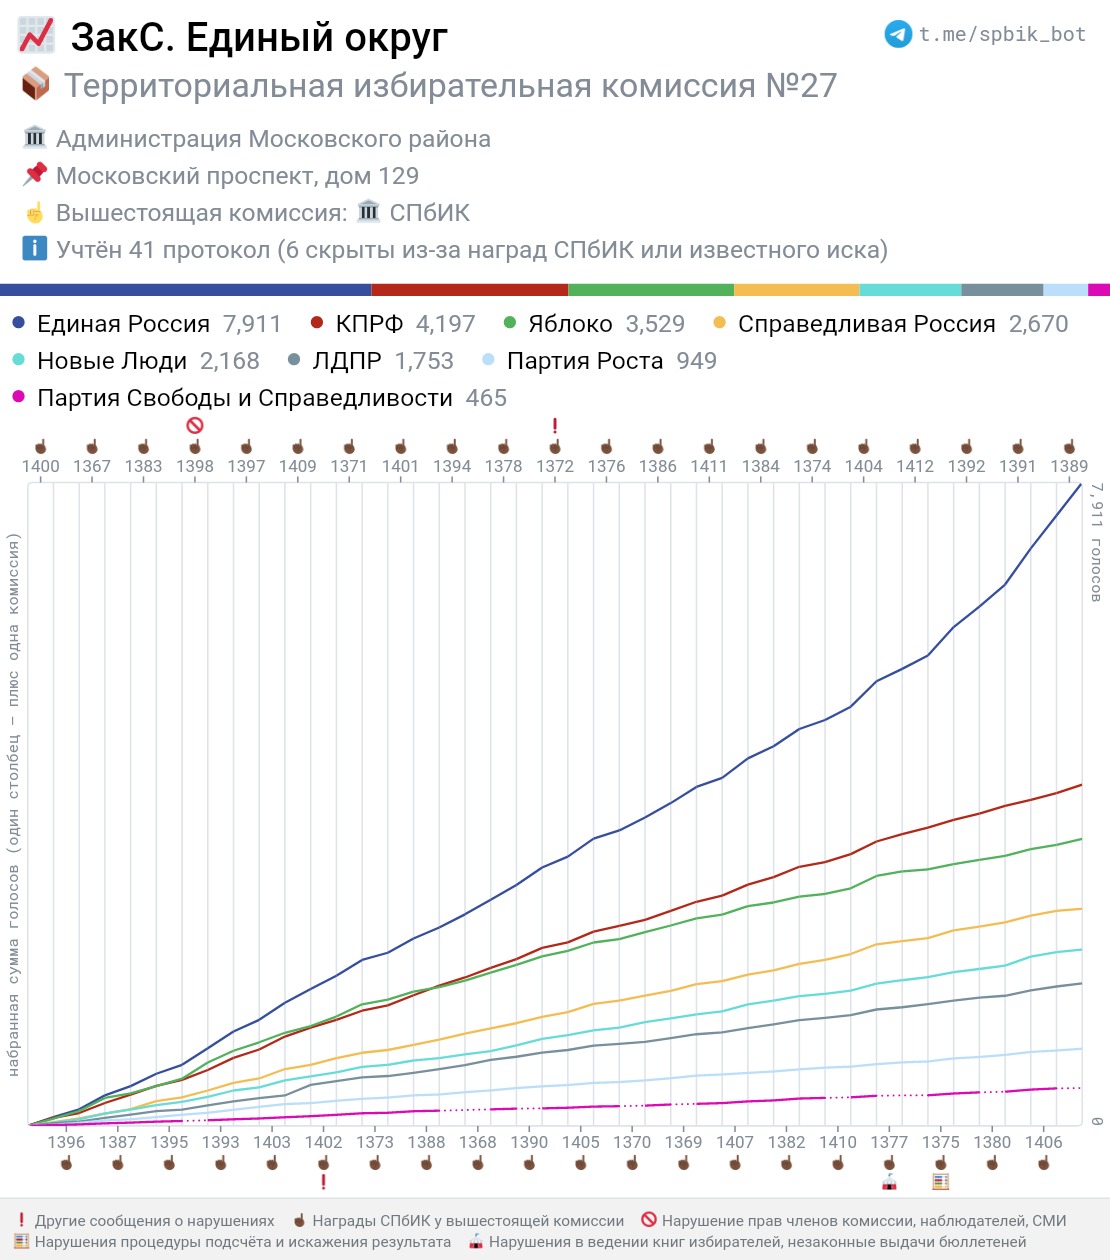 ЗакС. Единый округ
t.me/spbik_bot
Территориальная избирательная комиссия №27
Администрация Московского района
Московский проспект, дом 129
Вышестоящая комиссия: СПбИК
Учтён 41 протокол (6 скрыты из-за наград СПбИК или известного иска)
Единая Россия 7,911 КПРФ 4,197 Яблоко 3,529 Справедливая Россия 2,670
Новые Люди 2,168 ЛДПР 1,753 Партия Роста 949
Партия Свободы и Справедливости 465
1400 1367 1383 1398 1397 1409 1371 1401 1394 1378 1372 1376 1386 1411 1384 1374 1404 1412 1392 1391 1389
7,911 голосов
набранная сумма голосов (один столбец – плюс одна комиссия)
0
1396 1387 1395 1393 1403 1402 1373 1388 1368 1390 1405 1370 1369 1407 1382 1410 1377 1375 1380 1406
Другие сообщения о нарушениях Награды СПбИК у вышестоящей комиссии Нарушение прав членов комиссии, наблюдателей, СМИ
Нарушения процедуры подсчёта и искажения результата Нарушения в ведении книг избирателей, незаконные выдачи бюллетеней